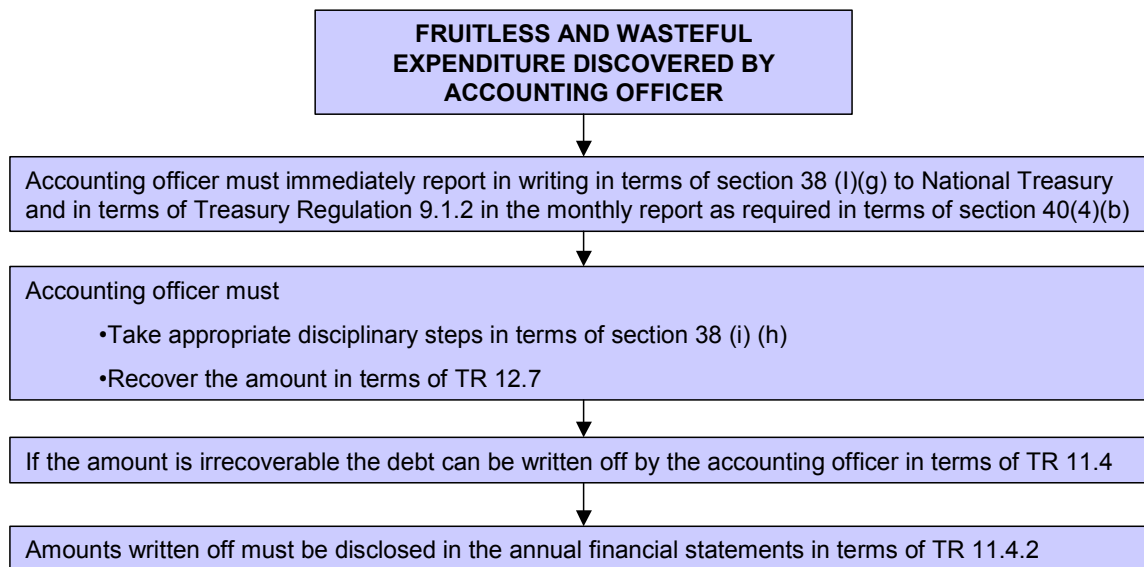 FRUITLESS AND WASTEFUL
EXPENDITURE DISCOVERED BY
ACCOUNTING OFFICER
Accounting officer must immediately report in writing in terms of section 38 (I)(g) to National Treasury
and in terms of Treasury Regulation 9.1.2 in the monthly report as required in terms of section 40(4)(b)
Accounting officer must
•Take appropriate disciplinary steps in terms of section 38 (i) (h)
•Recover the amount in terms of TR 12.7
If the amount is irrecoverable the debt can be written off by the accounting officer in terms of TR 11.4
Amounts written off must be disclosed in the annual financial statements in terms of TR 11.4.2